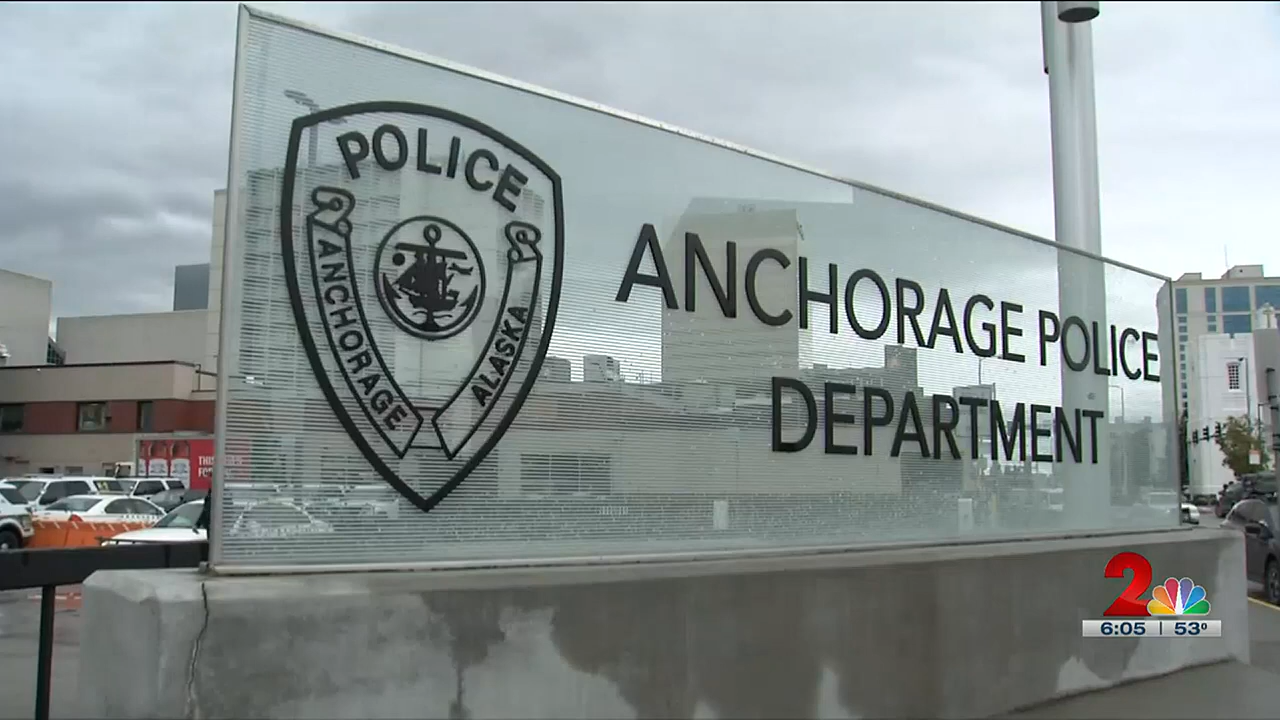 POLICE
ANCHORAGE
ALASKA
ANCHORAGE POLICE
DEPARTMENT
2
6:05 | 53°